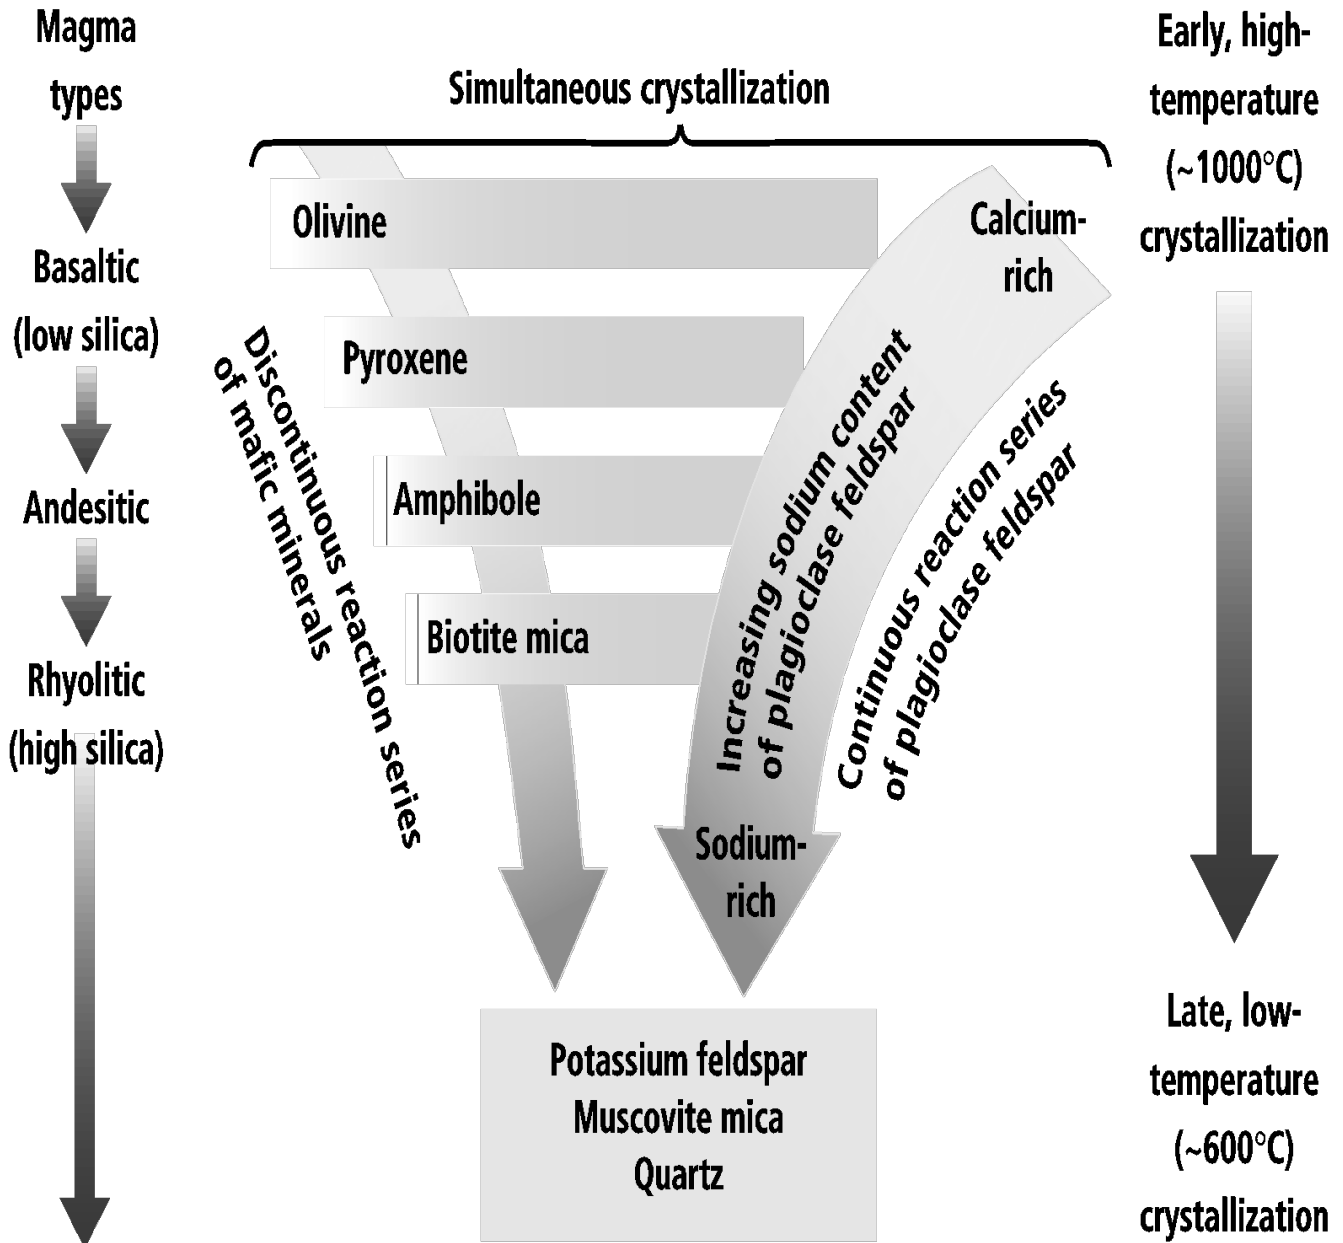 Magma
types
Basaltic
(low silica)
Andesitic
Rhyolitic
(high silica)
Simultaneous crystallization
Olivine
Pyroxene
Amphibole
Biotite mica
Discontinuous reaction series
of mafic minerals
Calcium-
rich
Increasing sodium content
of plagioclase feldspar
Continuous reaction series
of plagioclase feldspar
Sodium-
rich
Potassium feldspar
Muscovite mica
Quartz
Early, high-
temperature
(~1000°C)
crystallization
Late, low-
temperature
(~600°C)
crystallization